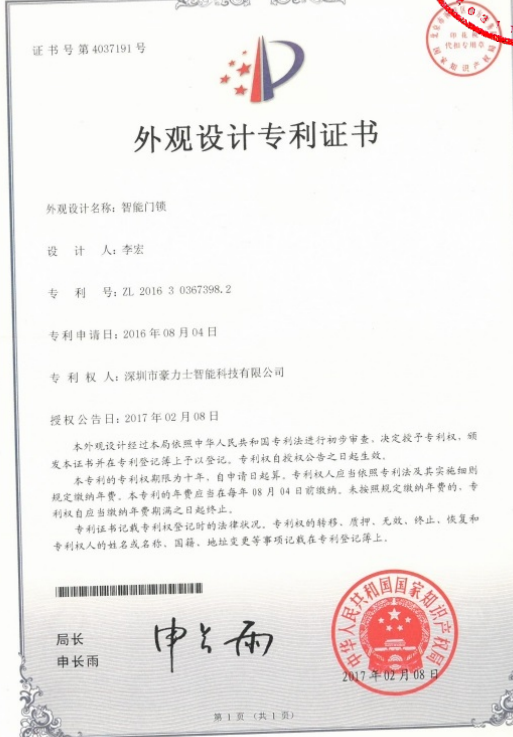 证书号第4037191号
印花税
代扣专用章
外观设计专利证书
外观设计名称：智能门锁
设计人：李宏
专利号：ZL 2016 3 0367398.2
专利申请日：2016年08月04日
专利权人：深圳市豪力士智能科技有限公司
授权公告日：2017年02月08日
本外观设计经过本局依照中华人民共和国专利法进行初步审查，决定授予专利权，颁
发本证书并在专利登记簿上予以登记。专利权自授权公告之日起生效。
本专利的专利权期限为十年，自申请日起算。专利权人应当依照专利法及其实施细则
规定缴纳年费。本专利的年费应当在每年08月04日前缴纳。未按照规定缴纳年费的，专
利权自应当缴纳年费期满之日起终止。
专利证书记载专利权登记时的法律状况。专利权的转移、质押、无效、终止、恢复和
专利权人的姓名或名称、国籍、地址变更等事项记载在专利登记簿上。
局长
申长雨
申长雨
中华人民共和国国家知识产权局
2017年02月08日
第1页（共1页）